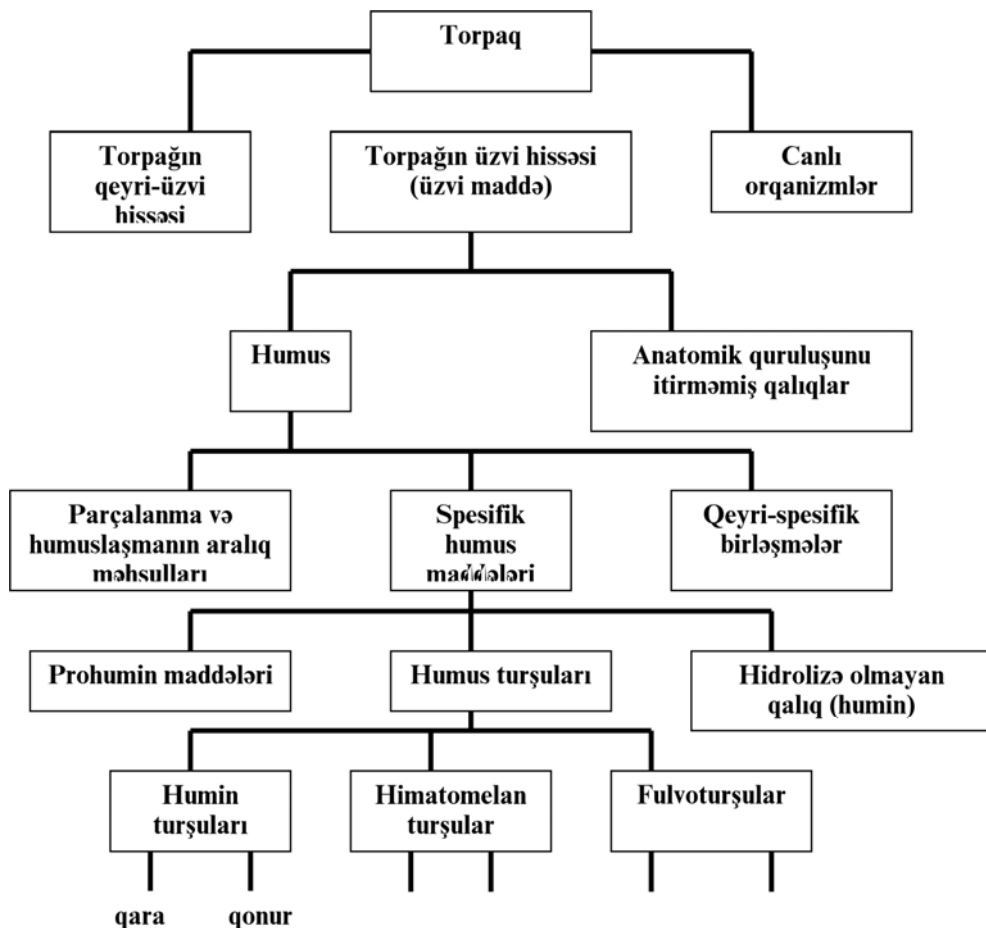 Torpaq
Torpağın
qeyri-üzvi
hissəsi
Torpağın üzvi hissəsi
(üzvi maddə)
Canlı
orqanizmlər
Humus
Anatomik quruluşunu
itirməmiş qalıqlar
Parçalanma və
humuslaşmanın aralıq
məhsulları
Spesifik
humus
maddələri
Qeyri-spesifik
birləşmələr
Prohumin maddələri
Humus turşuları
Hidrolizə olmayan
qalıq (humin)
Humin
turşuları
Himatomelan
turşular
Fulvoturşular
qara
qonur